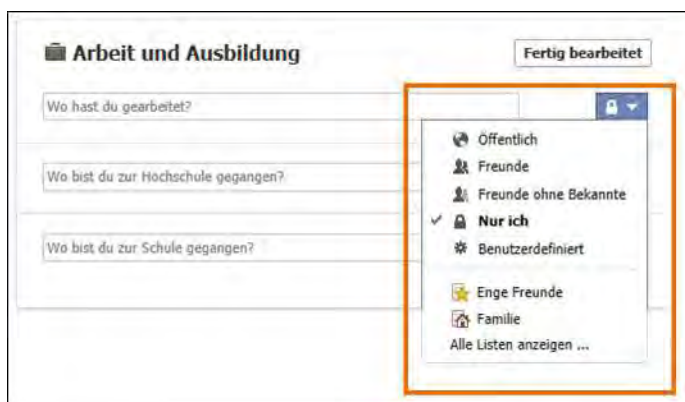 Arbeit und Ausbildung
Fertig bearbeitet
Wo hast du gearbeitet?
Öffentlich
Freunde
Wo bist du zur Hochschule gegangen?
Freunde ohne Bekannte
Nur ich
Wo bist du zur Schule gegangen?
Benutzerdefiniert
Enge Freunde
Familie
Alle Listen anzeigen ...